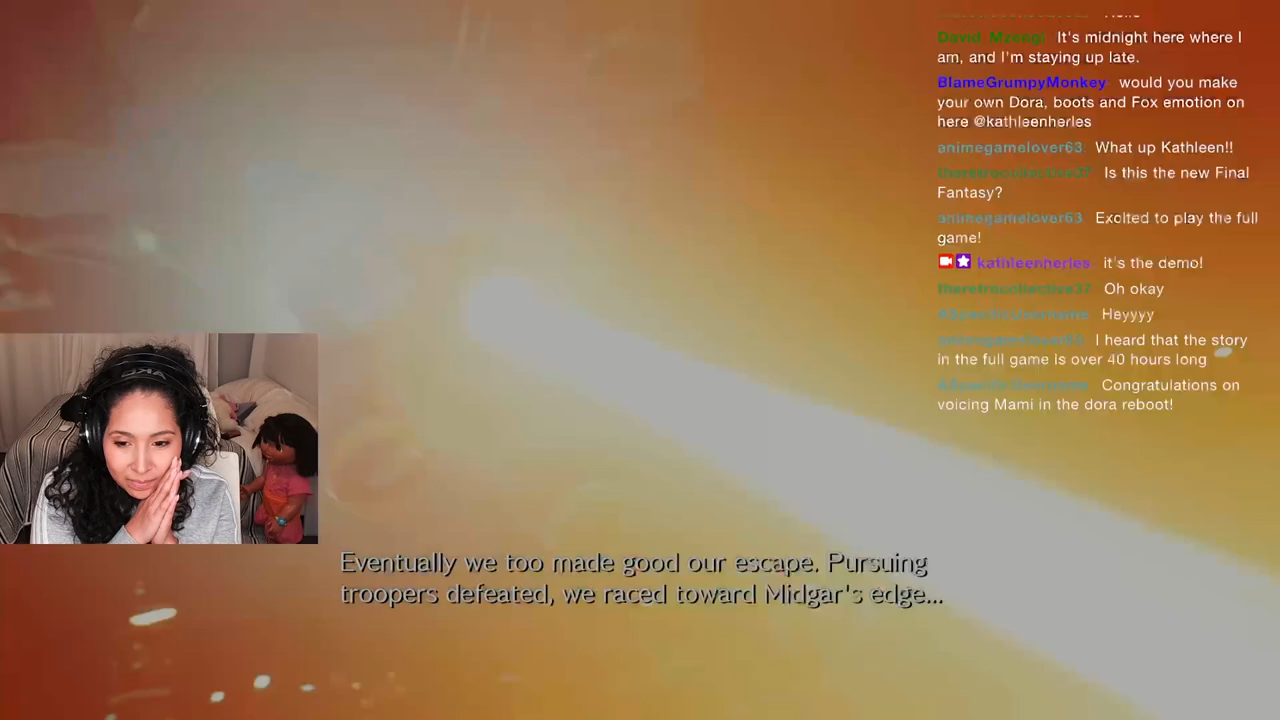 David_Mzengi It's midnight here where I
am, and I'm staying up late.
BlameGrumpyMonkey would you make
your own Dora, boots and Fox emotion on
here @kathleenherles
animegamelover63 What up Kathleen!!
theretrocollective37 Is this the new Final
Fantasy?
animegamelover63 Excited to play the full
game!
kathleenherles it's the demo!
theretrocollective37 Oh okay
Heyyyy
animegamelover63 I heard that the story
in the full game is over 40 hours long
Congratulations on
voicing Mami in the dora reboot!
Eventually we too made good our escape. Pursuing
troopers defeated, we raced toward Midgar's edge...